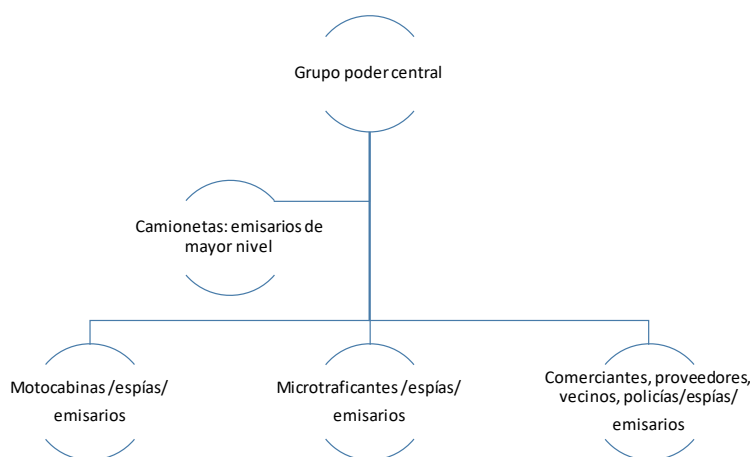 Grupo poder central
Camionetas: emisarios de
mayor nivel
Motocabinas /espías/
emisarios
Microtraficantes /espías/
emisarios
Comerciantes, proveedores,
vecinos, policías/espías/
emisarios